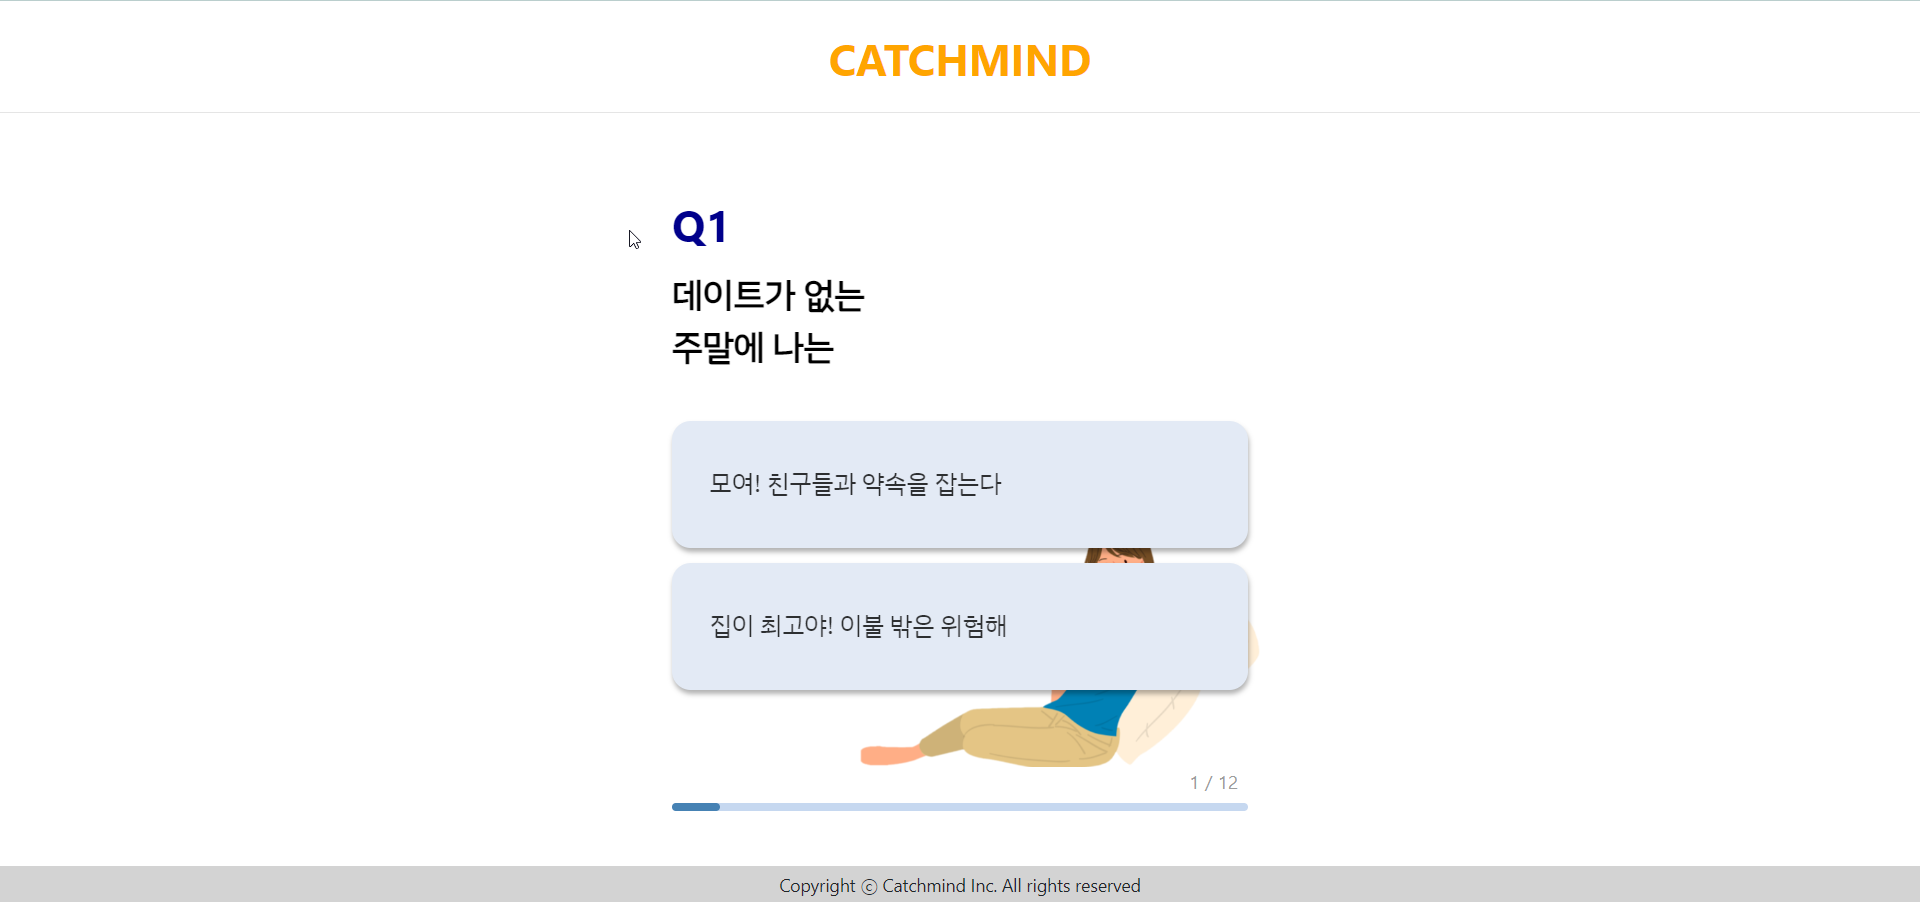 CATCHMIND
Q1
데이트가 없는
주말에 나는
모여! 친구들과 약속을 잡는다
집이 최고야! 이불 밖은 위험해
1 / 12
Copyright ⓒ Catchmind Inc. All rights reserved